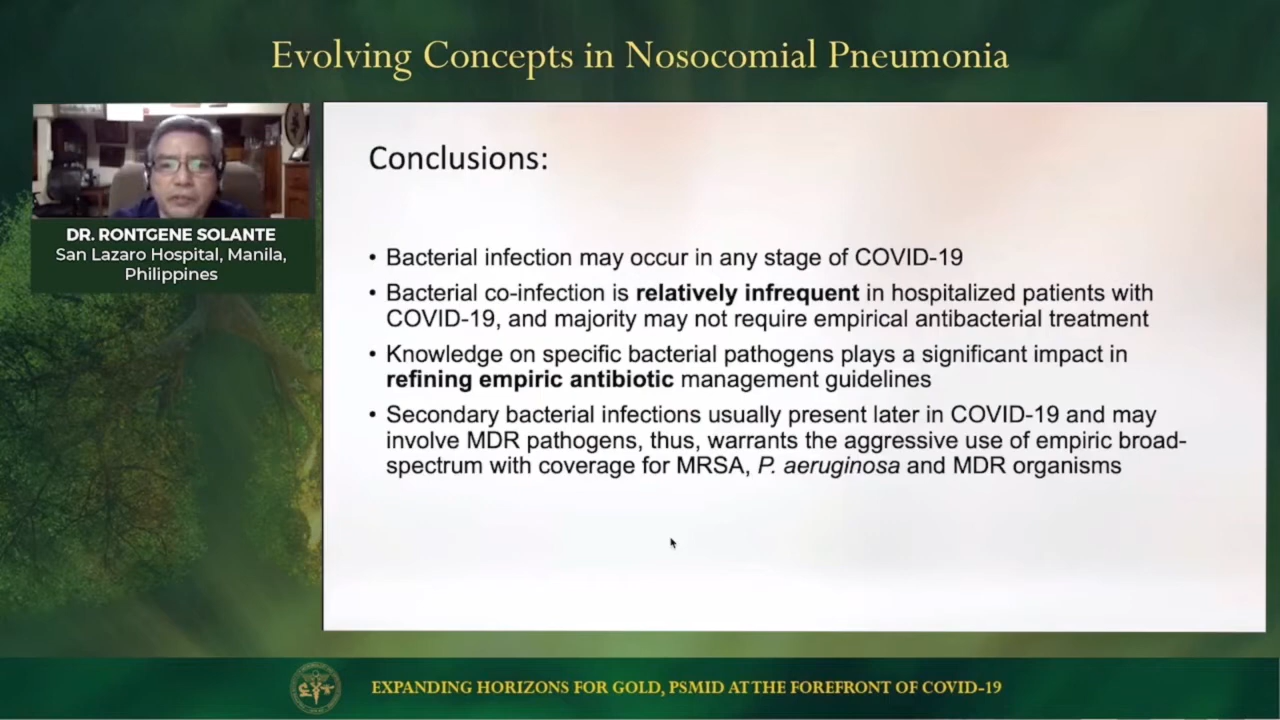 Evolving Concepts in Nosocomial Pneumonia
DR. RONTGENE SOLANTE
San Lazaro Hospital, Manila,
Philippines
Conclusions:
• Bacterial infection may occur in any stage of COVID-19
• Bacterial co-infection is relatively infrequent in hospitalized patients with
COVID-19, and majority may not require empirical antibacterial treatment
• Knowledge on specific bacterial pathogens plays a significant impact in
refining empiric antibiotic management guidelines
• Secondary bacterial infections usually present later in COVID-19 and may
involve MDR pathogens, thus, warrants the aggressive use of empiric broad-
spectrum with coverage for MRSA, P. aeruginosa and MDR organisms
EXPANDING HORIZONS FOR GOLD, PSMID AT THE FOREFRONT OF COVID-19